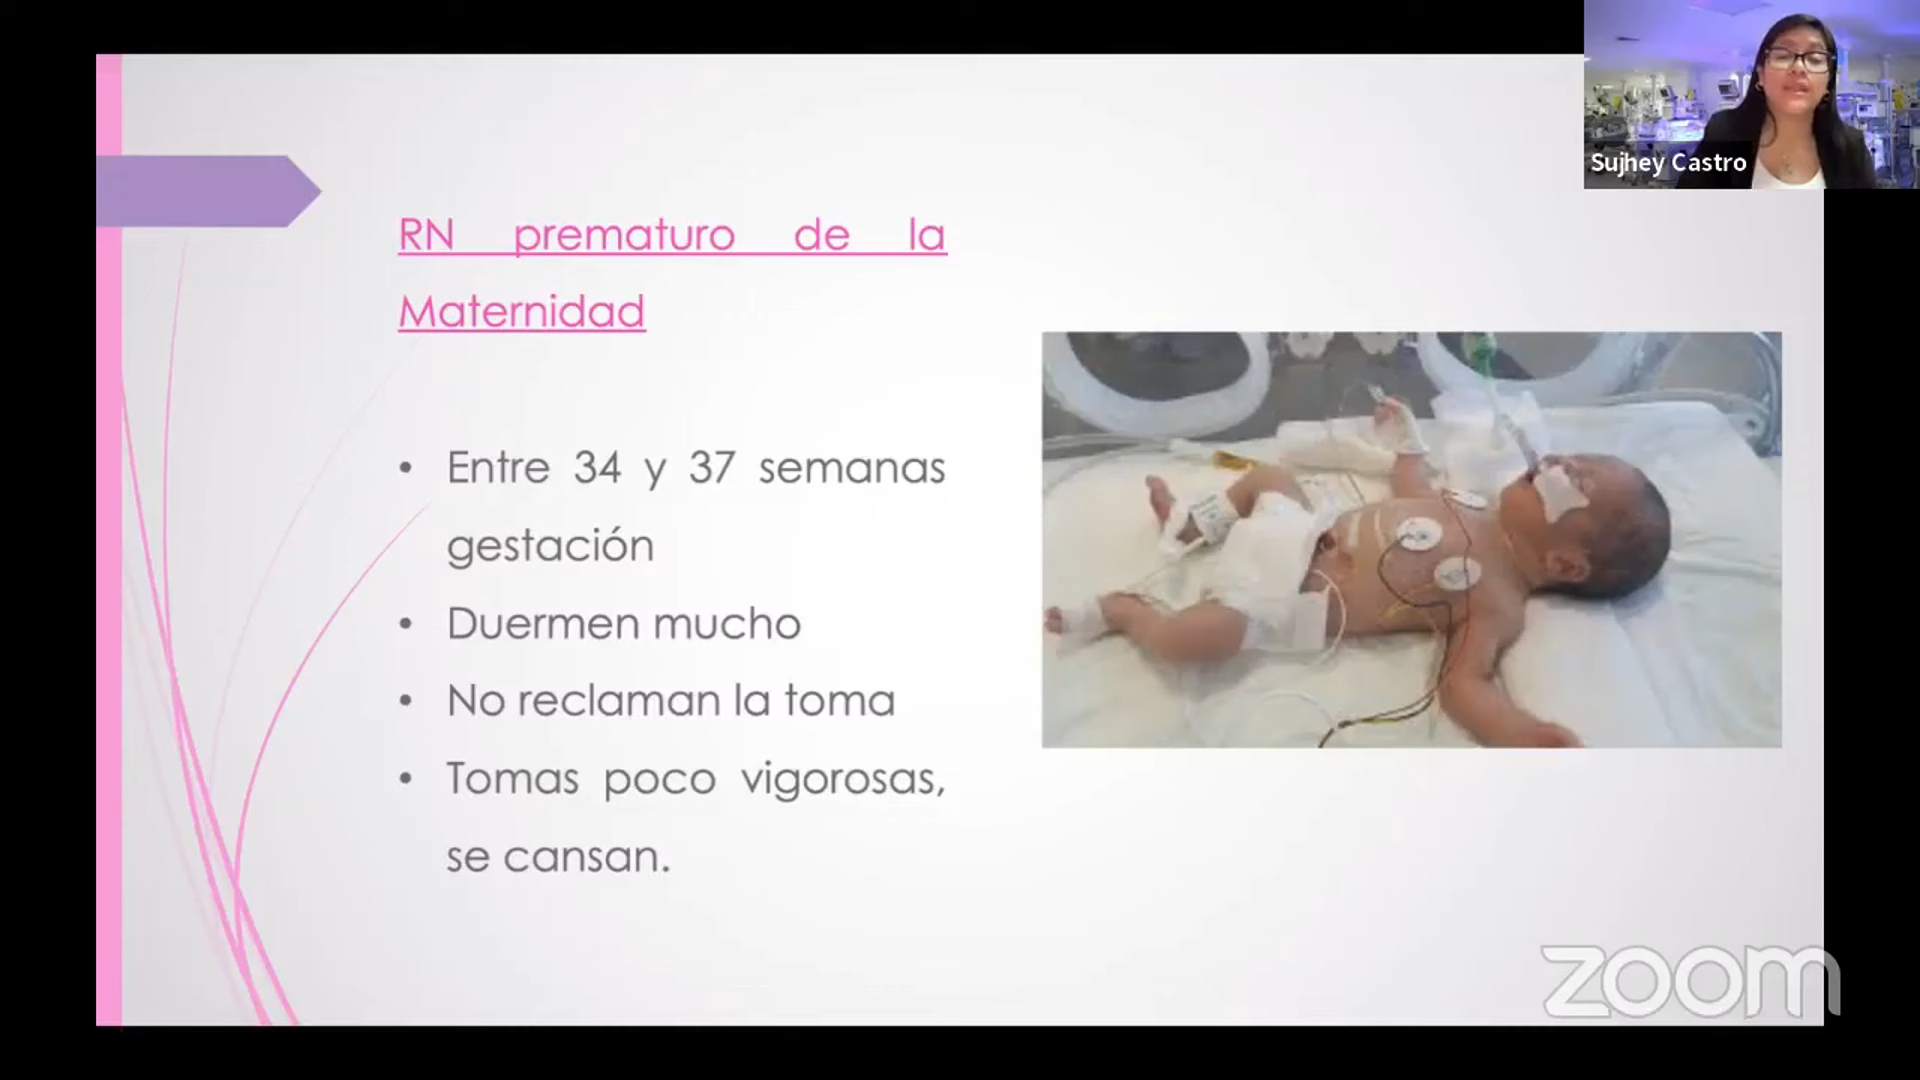 Sujhey Castro
RN prematuro de la
Maternidad
• Entre 34 y 37 semanas
gestación
• Duermen mucho
• No reclaman la toma
• Tomas poco vigorosas,
se cansan.
zoom